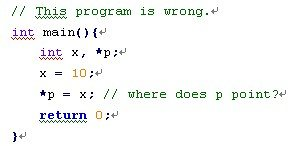 // This program is wrong.
int main(){
    int x, *p;
    x = 10;
    *p = x; // where does p point?
    return 0;
}